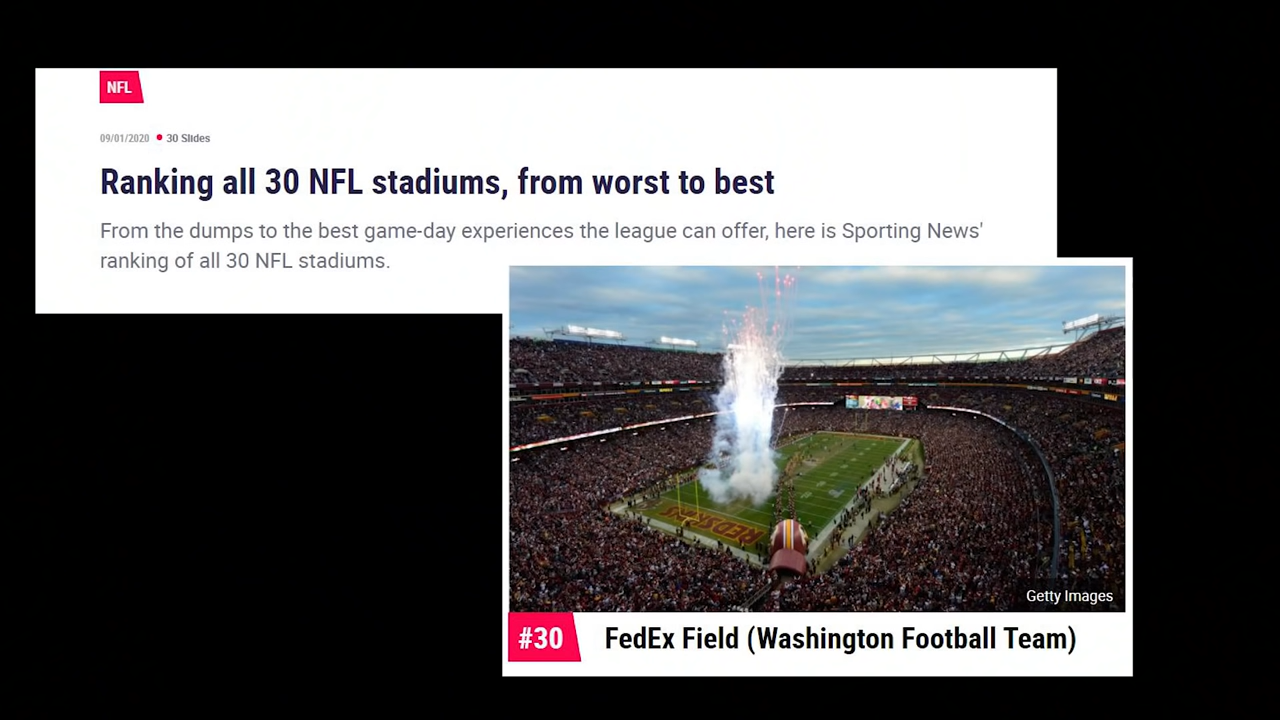 NFL
09/01/2020 • 30 Slides
Ranking all 30 NFL stadiums, from worst to best
From the dumps to the best game-day experiences the league can offer, here is Sporting News'
ranking of all 30 NFL stadiums.
REDSKINS
Getty Images
#30 FedEx Field (Washington Football Team)